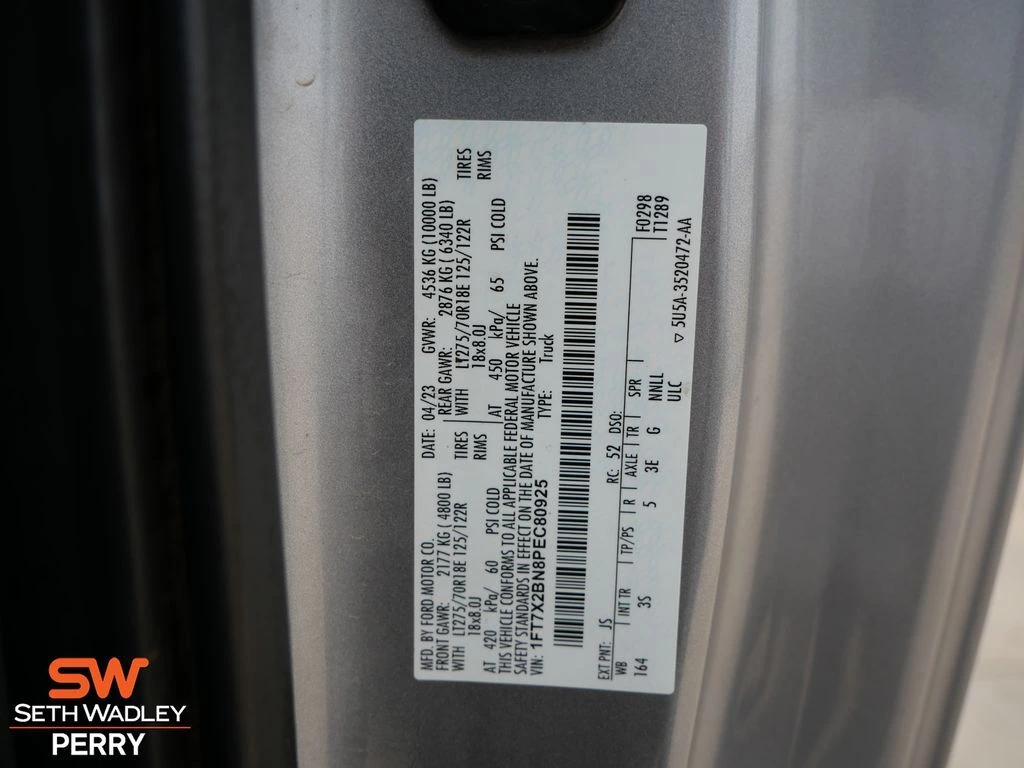 MFD. BY FORD MOTOR CO. DATE: 04/23 GVWR: 4536 KG (10000 LB)
FRONT GAWR: 2177 KG ( 4800 LB) REAR GAWR: 2876 KG ( 6340 LB)
WITH LT275/70R18E 125/122R TIRES WITH LT275/70R18E 125/122R TIRES
18x8.0J RIMS 18x8.0J RIMS
AT 420 kPa/ 60 PSI COLD AT 450 kPa/ 65 PSI COLD
THIS VEHICLE CONFORMS TO ALL APPLICABLE FEDERAL MOTOR VEHICLE
SAFETY STANDARDS IN EFFECT ON THE DATE OF MANUFACTURE SHOWN ABOVE.
VIN: 1FT7X2BN8PEC80925 TYPE: Truck
EXT PNT: JS RC: 52 DSO: F0298
WB INT TR TP/PS R AXLE TR SPR T1289
164 3S 5 3E G NNLL
ULC ▽ 5U5A-3520472-AA
SW
SETH WADLEY
PERRY